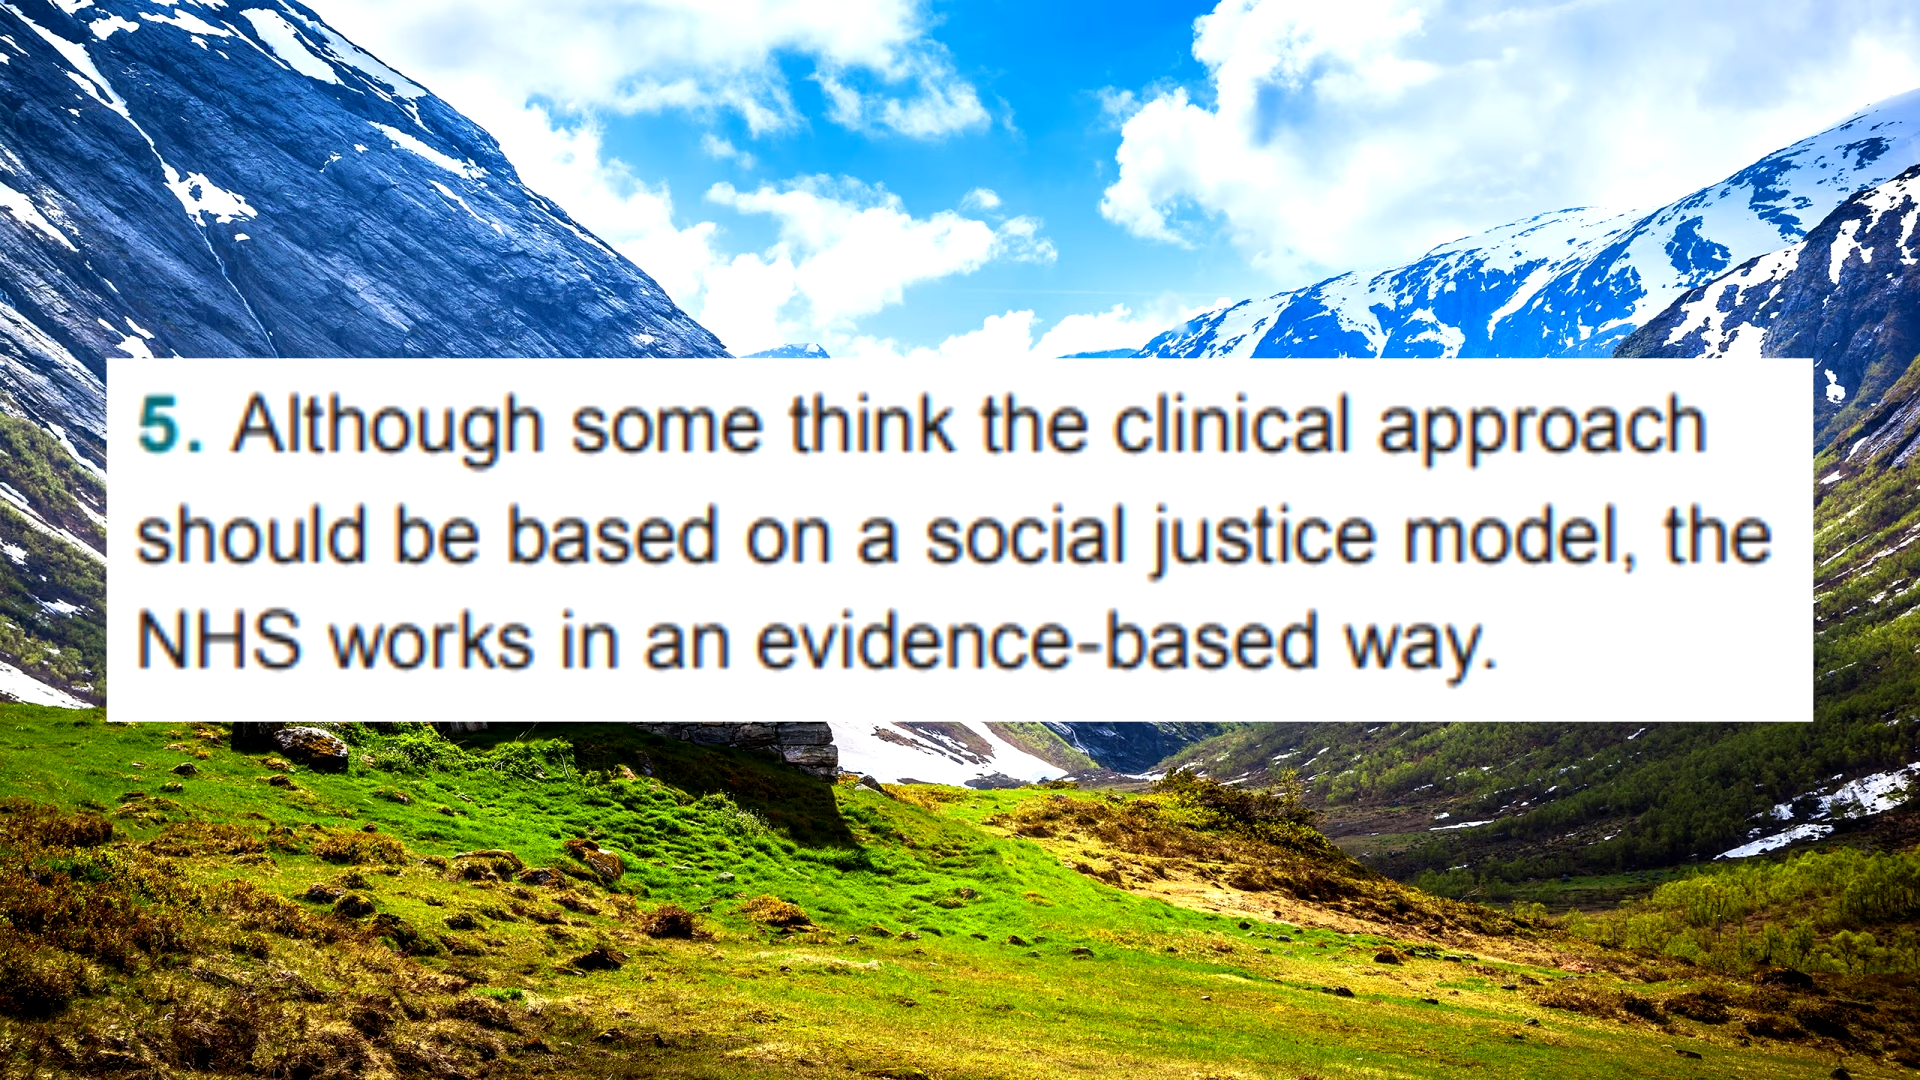 5. Although some think the clinical approach
should be based on a social justice model, the
NHS works in an evidence-based way.